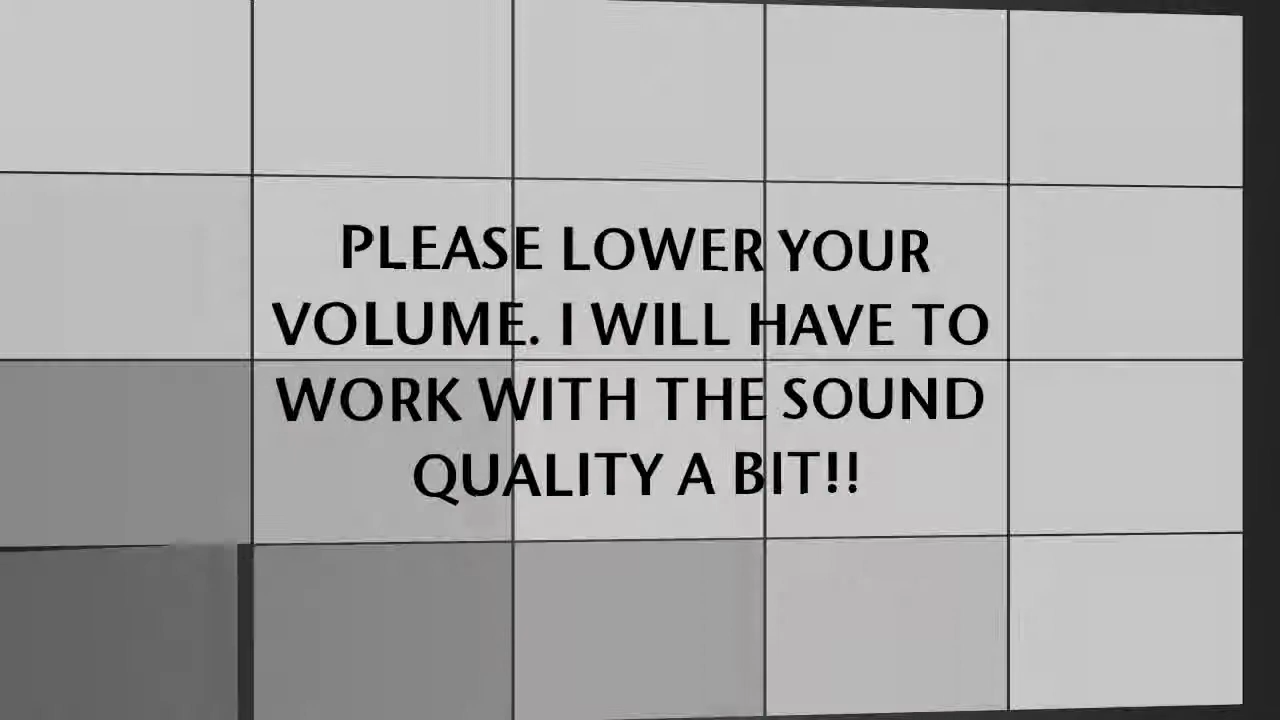 PLEASE LOWER YOUR
VOLUME. I WILL HAVE TO
WORK WITH THE SOUND
QUALITY A BIT!!